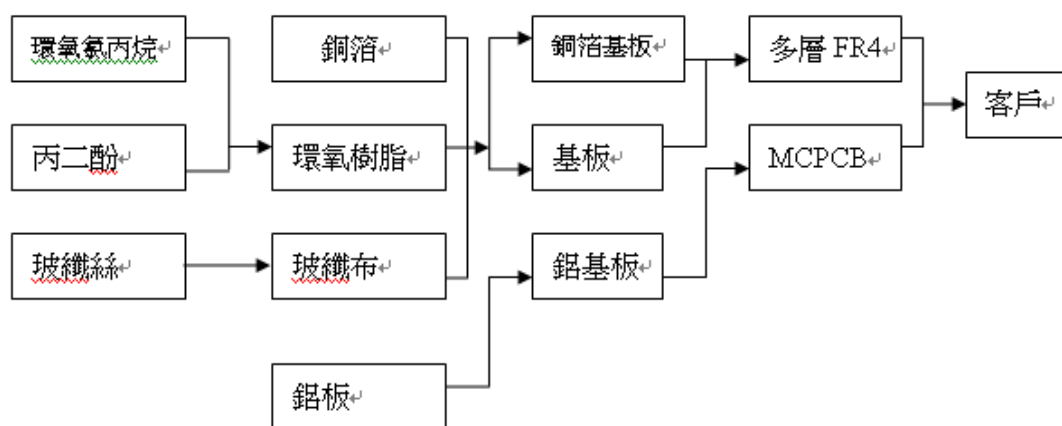 環氧氯丙烷
銅箔
銅箔基板
多層 FR4
客戶
丙二酚
環氧樹脂
基板
MCPCB
玻纖絲
玻纖布
鋁基板
鋁板